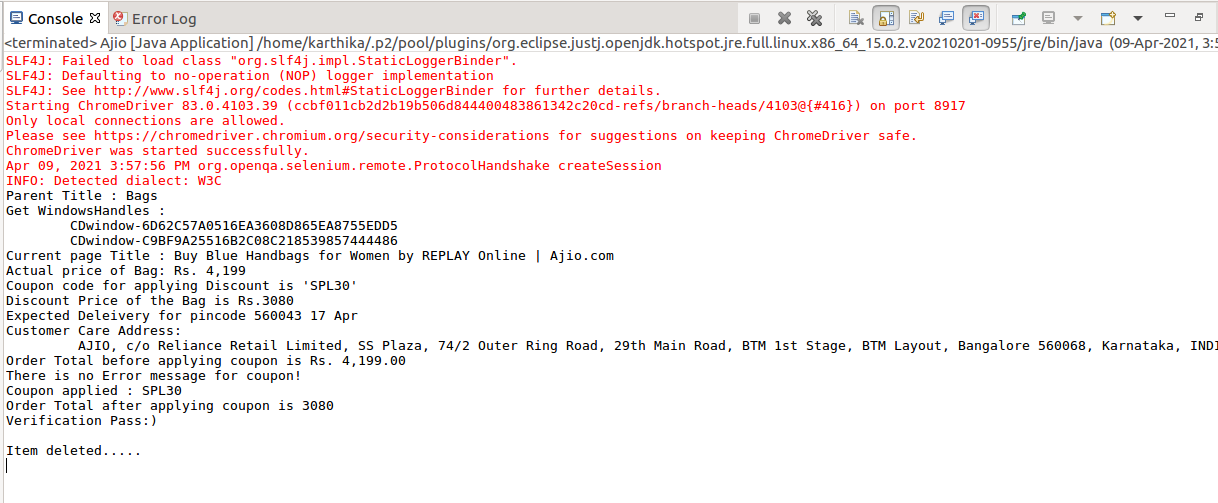 Console Error Log
<terminated> Ajio [Java Application] /home/karthika/.p2/pool/plugins/org.eclipse.justj.openjdk.hotspot.jre.full.linux.x86_64_15.0.2.v20210201-0955/jre/bin/java (09-Apr-2021, 3:5
SLF4J: Failed to load class "org.slf4j.impl.StaticLoggerBinder".
SLF4J: Defaulting to no-operation (NOP) logger implementation
SLF4J: See http://www.slf4j.org/codes.html#StaticLoggerBinder for further details.
Starting ChromeDriver 83.0.4103.39 (ccbf011cb2d2b19b506d844400483861342c20cd-refs/branch-heads/4103@{#416}) on port 8917
Only local connections are allowed.
Please see https://chromedriver.chromium.org/security-considerations for suggestions on keeping ChromeDriver safe.
ChromeDriver was started successfully.
Apr 09, 2021 3:57:56 PM org.openqa.selenium.remote.ProtocolHandshake createSession
INFO: Detected dialect: W3C
Parent Title : Bags
Get WindowsHandles :
CDwindow-6D62C57A0516EA3608D865EA8755EDD5
CDwindow-C9BF9A25516B2C08C218539857444486
Current page Title : Buy Blue Handbags for Women by REPLAY Online | Ajio.com
Actual price of Bag: Rs. 4,199
Coupon code for applying Discount is 'SPL30'
Discount Price of the Bag is Rs.3080
Expected Deleivery for pincode 560043 17 Apr
Customer Care Address:
AJIO, c/o Reliance Retail Limited, SS Plaza, 74/2 Outer Ring Road, 29th Main Road, BTM 1st Stage, BTM Layout, Bangalore 560068, Karnataka, INDI
Order Total before applying coupon is Rs. 4,199.00
There is no Error message for coupon!
Coupon applied : SPL30
Order Total after applying coupon is 3080
Verification Pass:)
Item deleted.....